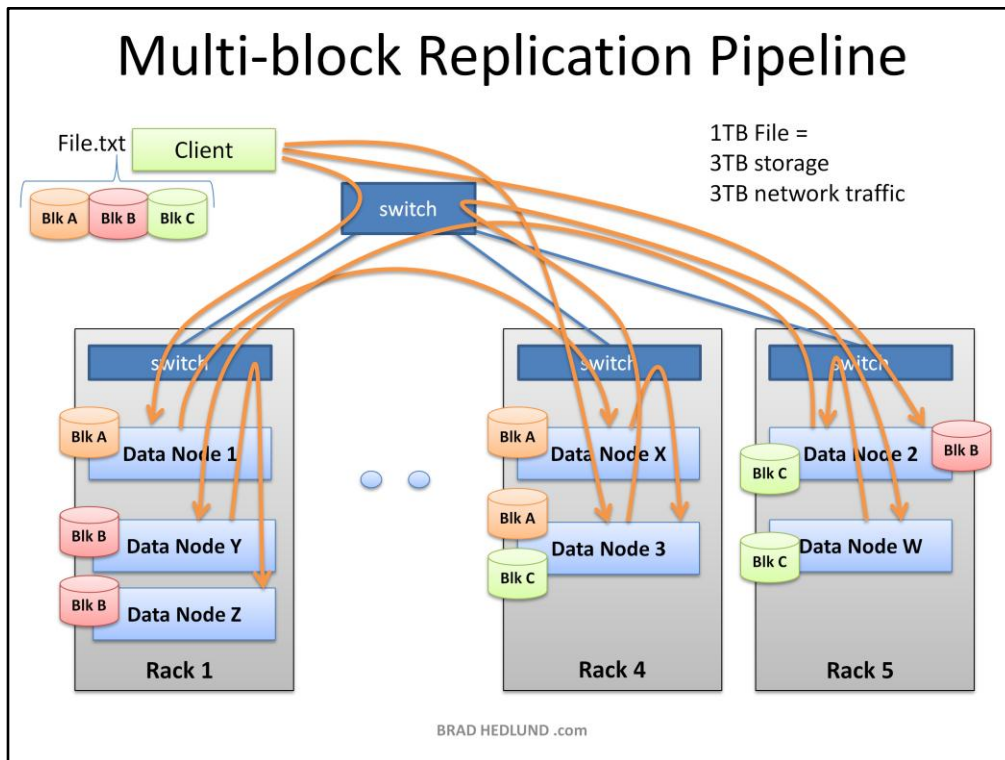 Multi-block Replication Pipeline
File.txt
Client
Blk A
Blk B
Blk C
1TB File =
3TB storage
3TB network traffic
switch
switch
Blk A
Data Node 1
Blk B
Data Node Y
Blk B
Data Node Z
Rack 1
switch
Blk A
Data Node X
Blk A
Data Node 3
Blk C
Rack 4
switch
Data Node 2
Blk B
Blk C
Data Node W
Blk C
Rack 5
BRAD HEDLUND .com